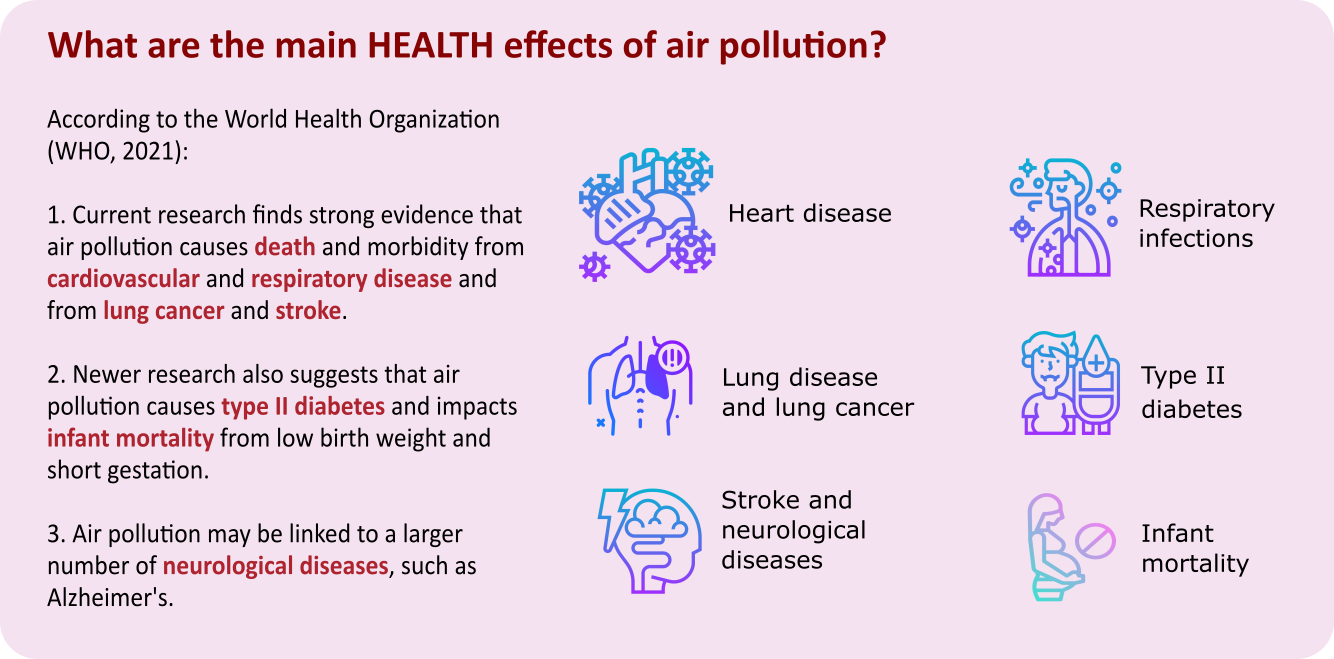 What are the main HEALTH effects of air pollution?
According to the World Health Organization
(WHO, 2021):
1. Current research finds strong evidence that
air pollution causes death and morbidity from
cardiovascular and respiratory disease and
from lung cancer and stroke.
2. Newer research also suggests that air
pollution causes type II diabetes and impacts
infant mortality from low birth weight and
short gestation.
3. Air pollution may be linked to a larger
number of neurological diseases, such as
Alzheimer's.
Heart disease
Respiratory
infections
Lung disease
and lung cancer
Type II
diabetes
Stroke and
neurological
diseases
Infant
mortality